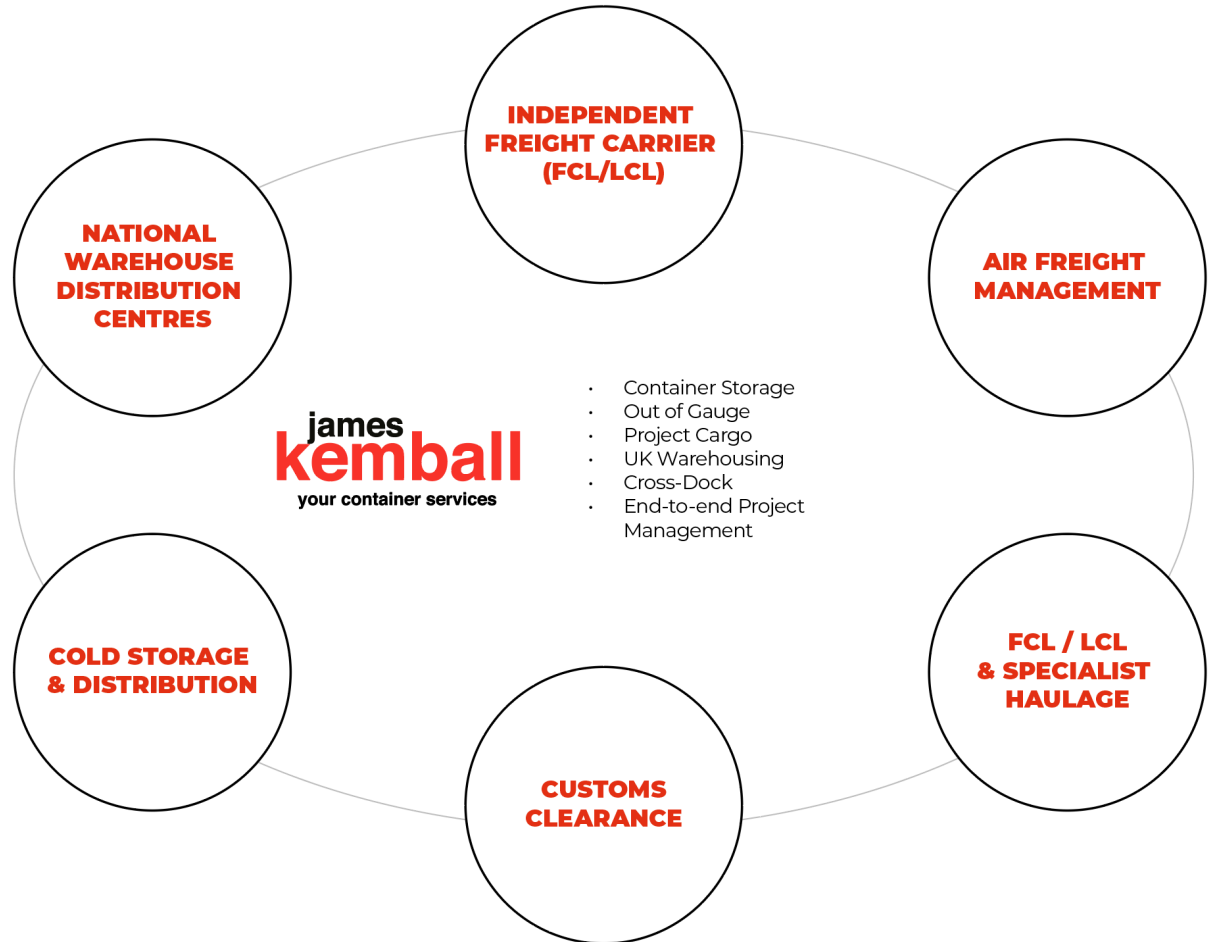 INDEPENDENT
FREIGHT CARRIER
(FCL/LCL)
NATIONAL
WAREHOUSE
DISTRIBUTION
CENTRES
AIR FREIGHT
MANAGEMENT
james
kemball
your container services
· Container Storage
· Out of Gauge
· Project Cargo
· UK Warehousing
· Cross-Dock
· End-to-end Project
Management
COLD STORAGE
& DISTRIBUTION
FCL / LCL
& SPECIALIST
HAULAGE
CUSTOMS
CLEARANCE